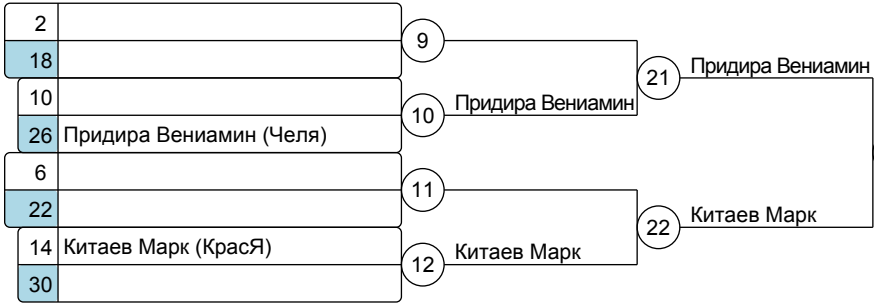 2
18
9
10
26 Придира Вениамин (Челя)
10 Придира Вениамин
21 Придира Вениамин
6
22
11
14 Китаев Марк (КрасЯ)
30
12 Китаев Марк
22 Китаев Марк